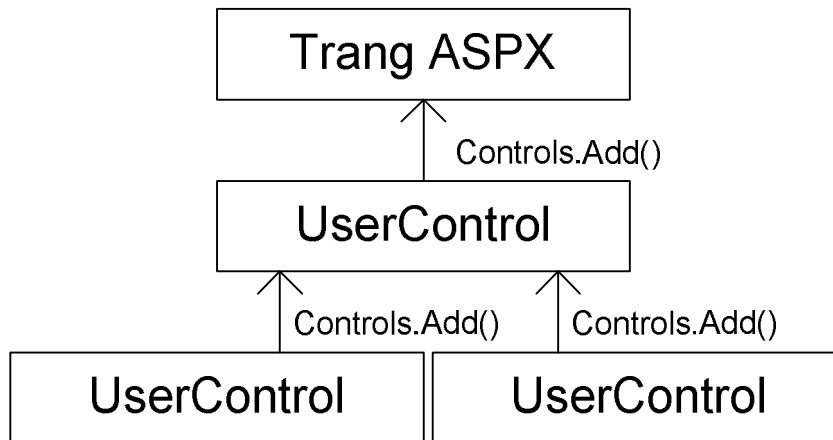 Trang ASPX
Controls.Add()
UserControl
Controls.Add()
Controls.Add()
UserControl
UserControl